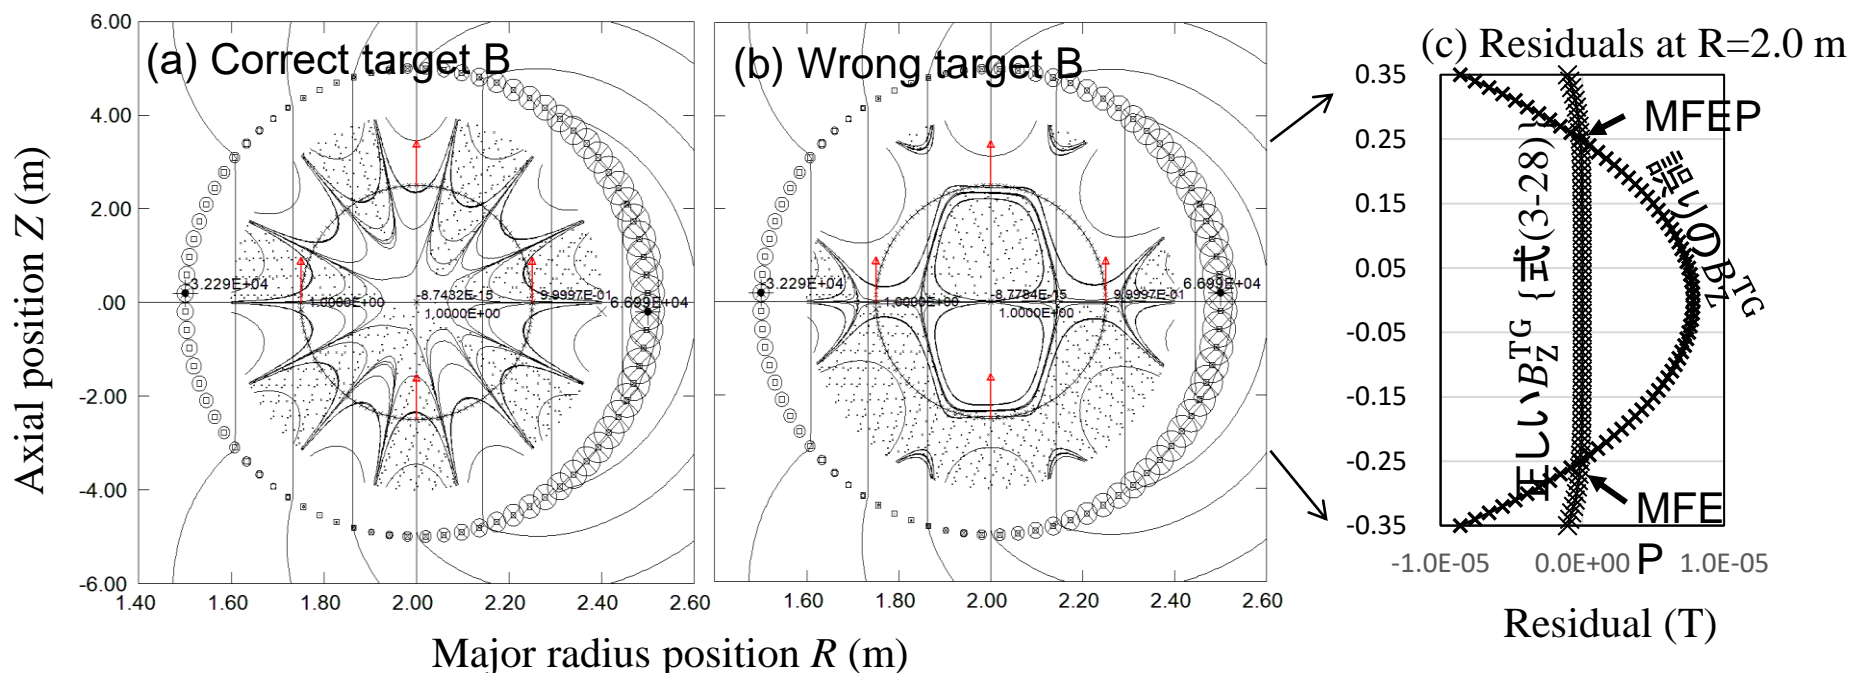 (a) Correct target B
(b) Wrong target B
(c) Residuals at R=2.0 m
Axial position Z (m)
6.00
4.00
2.00
.00
-2.00
-4.00
-6.00
1.40
1.60
1.80
2.00
2.20
2.40
2.60
-3.229E+04
1.0000E+00
-8.7432E-15
1.0000E+00
9.9997E-01
6.699E+04
1.60
1.80
2.00
2.20
2.40
2.60
-3.229E+04
1.0000E+00
-8.7784E-15
1.0000E+00
9.9997E-01
6.699E+04
Major radius position R (m)
0.35
0.25
0.15
0.05
-0.05
-0.15
-0.25
-0.35
MFEP
正しいB_Z^TG {式(3-28)}
誤りのB_Z^TG
MFE
P
-1.0E-05
0.0E+00
1.0E-05
Residual (T)